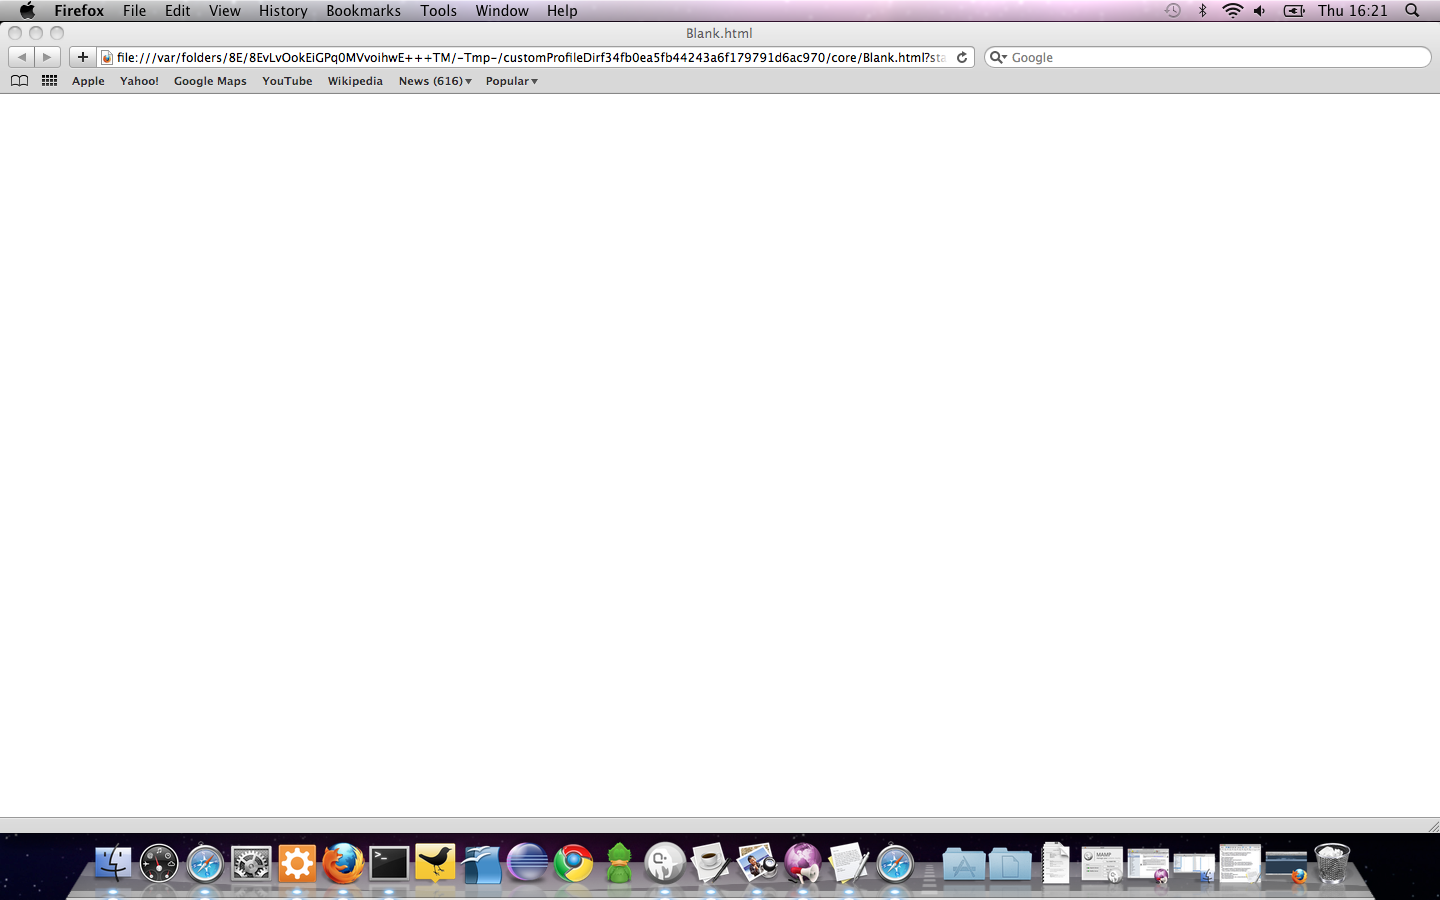 Firefox File Edit View History Bookmarks Tools Window Help Thu 16:21
Blank.html
file:///var/folders/8E/8EvLvOokEiGPq0MVvoihwE+++TM/-Tmp-/customProfileDirf34fb0ea5fb44243a6f179791d6ac970/core/Blank.html?sta Google
Apple Yahoo! Google Maps YouTube Wikipedia News (616) Popular
MAMP